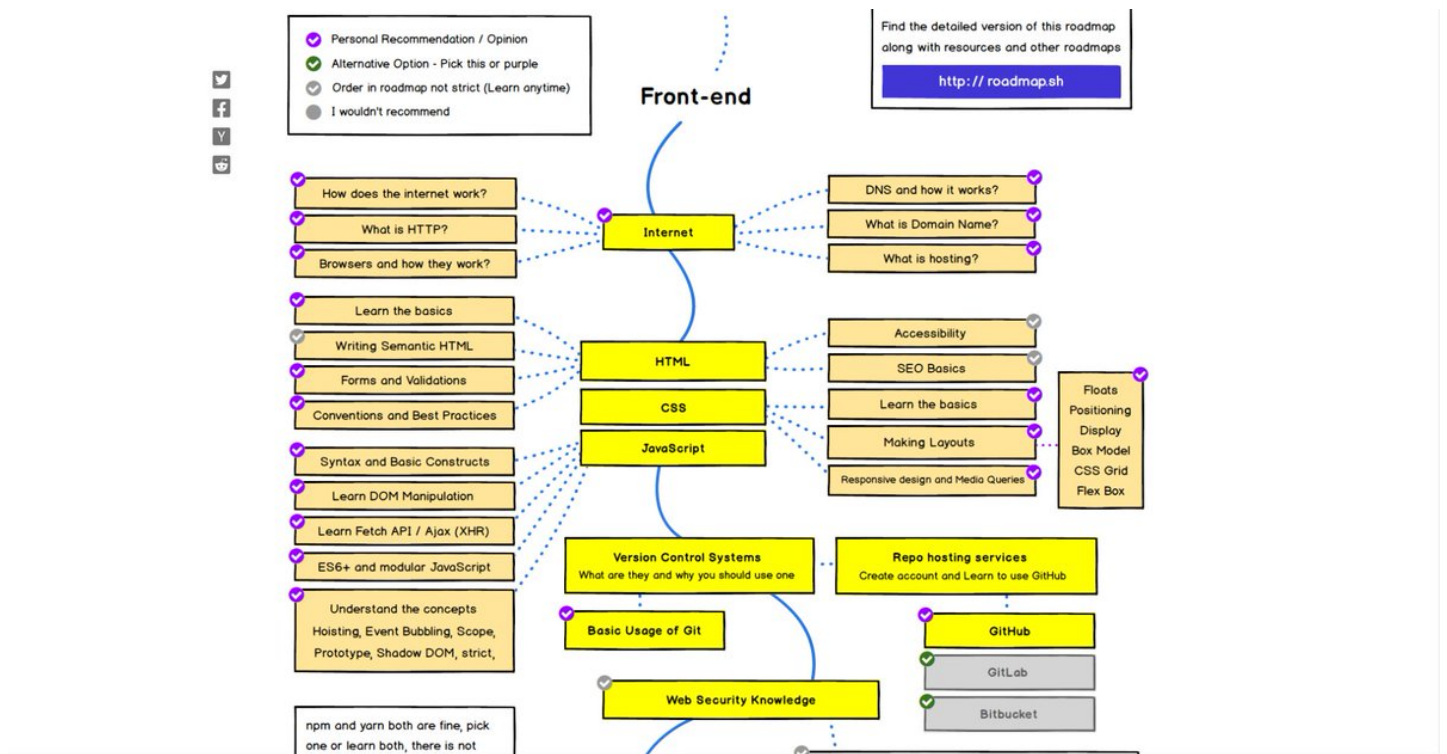 Personal Recommendation / Opinion
Alternative Option - Pick this or purple
Order in roadmap not strict (Learn anytime)
I wouldn't recommend
Find the detailed version of this roadmap
along with resources and other roadmaps
http:// roadmap.sh
Front-end
How does the internet work?
What is HTTP?
Browsers and how they work?
Internet
DNS and how it works?
What is Domain Name?
What is hosting?
Learn the basics
Writing Semantic HTML
Forms and Validations
Conventions and Best Practices
HTML
CSS
JavaScript
Accessibility
SEO Basics
Learn the basics
Making Layouts
Responsive design and Media Queries
Floats
Positioning
Display
Box Model
CSS Grid
Flex Box
Syntax and Basic Constructs
Learn DOM Manipulation
Learn Fetch API / Ajax (XHR)
ES6+ and modular JavaScript
Understand the concepts
Hoisting, Event Bubbling, Scope,
Prototype, Shadow DOM, strict,
Version Control Systems
What are they and why you should use one
Repo hosting services
Create account and Learn to use GitHub
Basic Usage of Git
GitHub
GitLab
Bitbucket
Web Security Knowledge
npm and yarn both are fine, pick
one or learn both, there is not